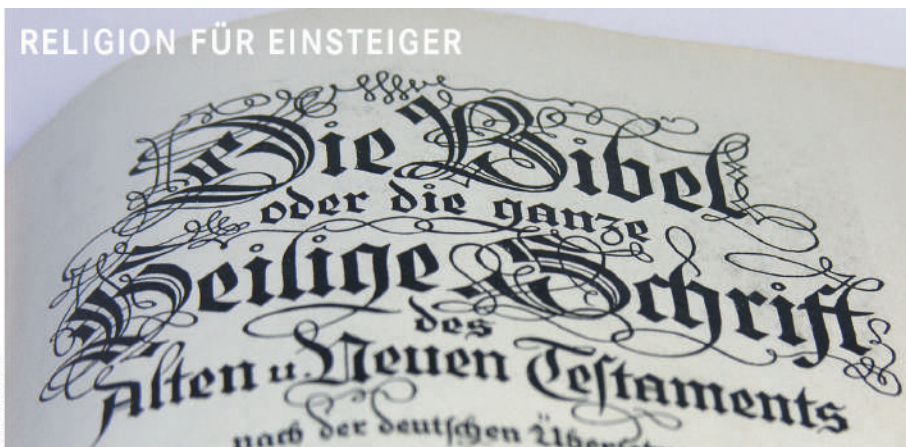 RELIGION FÜR EINSTEIGER
Die Bibel
oder die ganze
Heilige Schrift
des
Alten u. Neuen Testaments
nach der deutschen